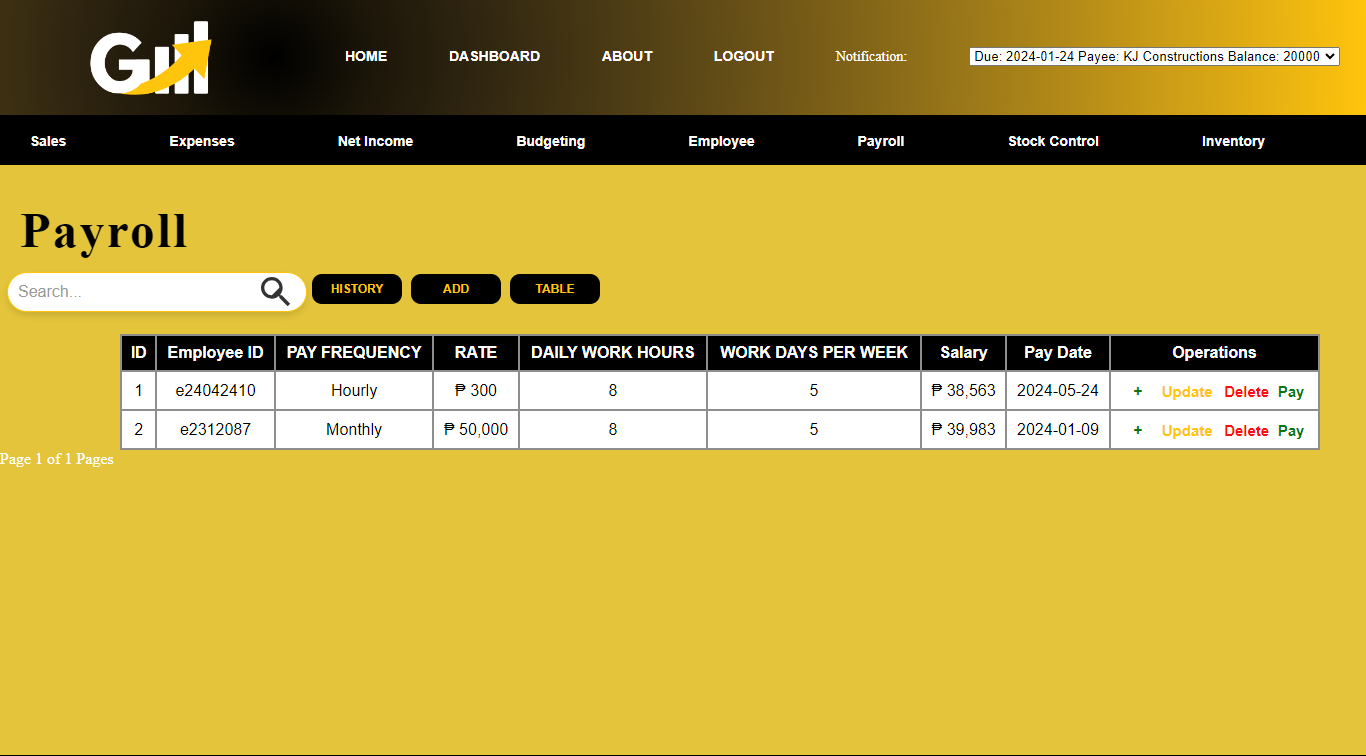 Gill
HOME DASHBOARD ABOUT LOGOUT Notification: Due: 2024-01-24 Payee: KJ Constructions Balance: 20000
Sales Expenses Net Income Budgeting Employee Payroll Stock Control Inventory
Payroll
Search... HISTORY ADD TABLE
ID Employee ID PAY FREQUENCY RATE DAILY WORK HOURS WORK DAYS PER WEEK Salary Pay Date Operations
1 e24042410 Hourly ₱ 300 8 5 ₱ 38,563 2024-05-24 + Update Delete Pay
2 e2312087 Monthly ₱ 50,000 8 5 ₱ 39,983 2024-01-09 + Update Delete Pay
Page 1 of 1 Pages